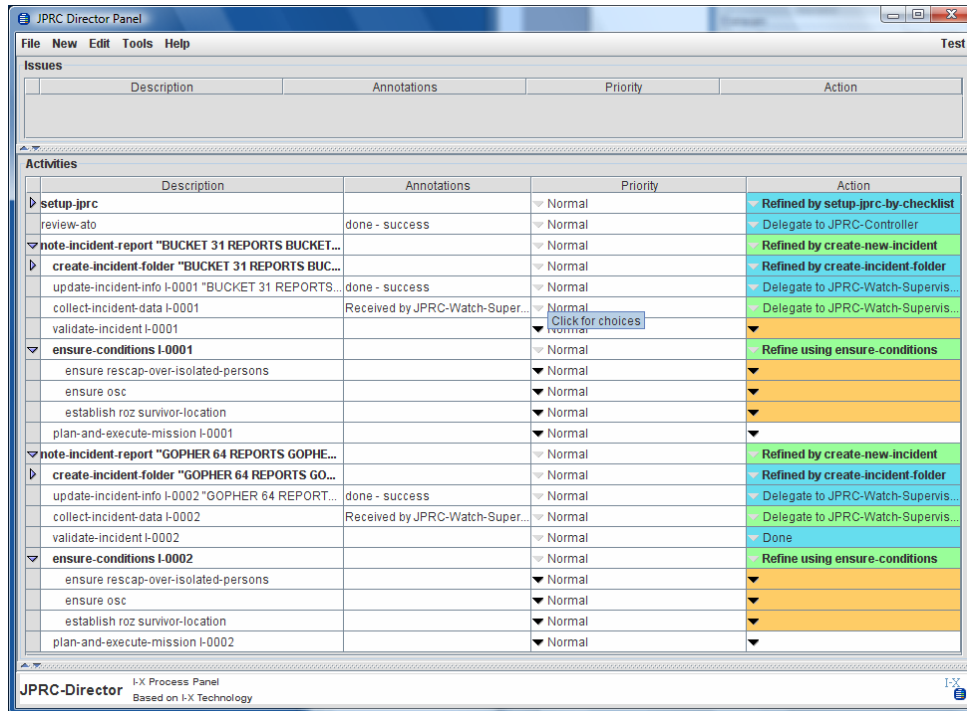 JPRC Director Panel
File New Edit Tools Help Test
Issues
Description Annotations Priority Action
Activities
Description Annotations Priority Action
setup-jprc Normal Refined by setup-jprc-by-checklist
review-ato done - success Normal Delegate to JPRC-Controller
note-incident-report "BUCKET 31 REPORTS BUCKET... Normal Refined by create-new-incident
create-incident-folder "BUCKET 31 REPORTS BUC... Normal Refined by create-incident-folder
update-incident-info I-0001 "BUCKET 31 REPORTS... done - success Normal Delegate to JPRC-Watch-Supervis...
collect-incident-data I-0001 Received by JPRC-Watch-Super... Normal Delegate to JPRC-Watch-Supervis...
Click for choices
validate-incident I-0001 Normal
ensure-conditions I-0001 Normal Refine using ensure-conditions
ensure rescap-over-isolated-persons Normal
ensure osc Normal
establish roz survivor-location Normal
plan-and-execute-mission I-0001 Normal
note-incident-report "GOPHER 64 REPORTS GOPHE... Normal Refined by create-new-incident
create-incident-folder "GOPHER 64 REPORTS GO... Normal Refined by create-incident-folder
update-incident-info I-0002 "GOPHER 64 REPORT... done - success Normal Delegate to JPRC-Watch-Supervis...
collect-incident-data I-0002 Received by JPRC-Watch-Super... Normal Delegate to JPRC-Watch-Supervis...
validate-incident I-0002 Normal Done
ensure-conditions I-0002 Normal Refine using ensure-conditions
ensure rescap-over-isolated-persons Normal
ensure osc Normal
establish roz survivor-location Normal
plan-and-execute-mission I-0002 Normal
JPRC-Director I-X Process Panel I-X
Based on I-X Technology